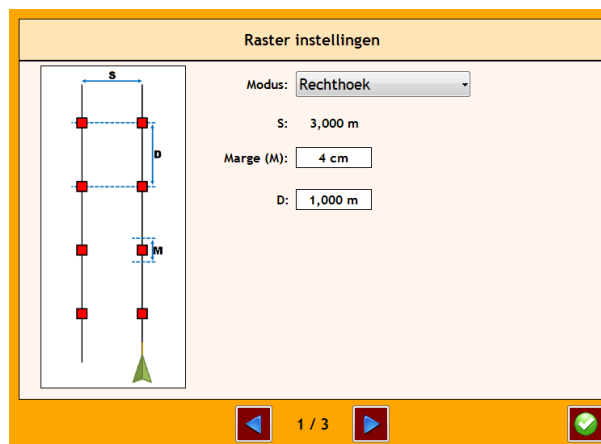 Raster instellingen
S
D
M
Modus: Rechthoek
S: 3,000 m
Marge (M): 4 cm
D: 1,000 m
1 / 3